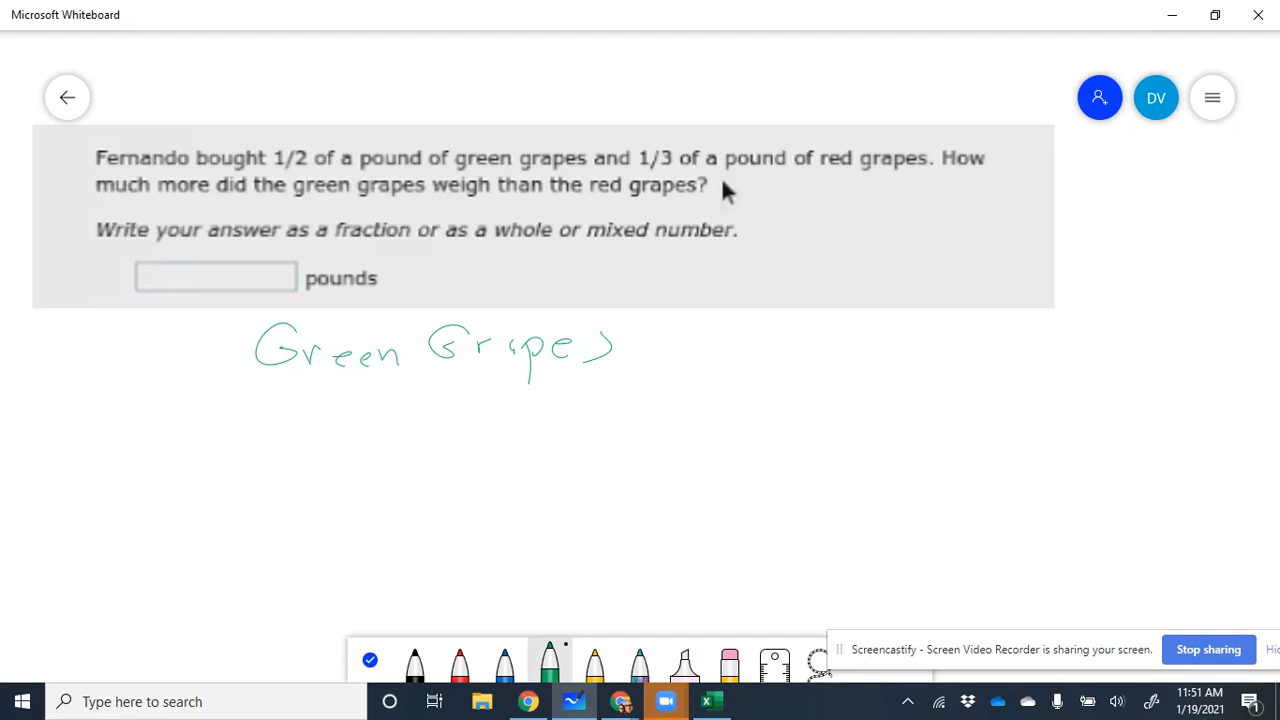 Microsoft Whiteboard
DV
Fernando bought 1/2 of a pound of green grapes and 1/3 of a pound of red grapes. How
much more did the green grapes weigh than the red grapes?
Write your answer as a fraction or as a whole or mixed number.
pounds
Green Grapes
Screencastify - Screen Video Recorder is sharing your screen.
Stop sharing
Hid
Type here to search
11:51 AM
1/19/2021
1